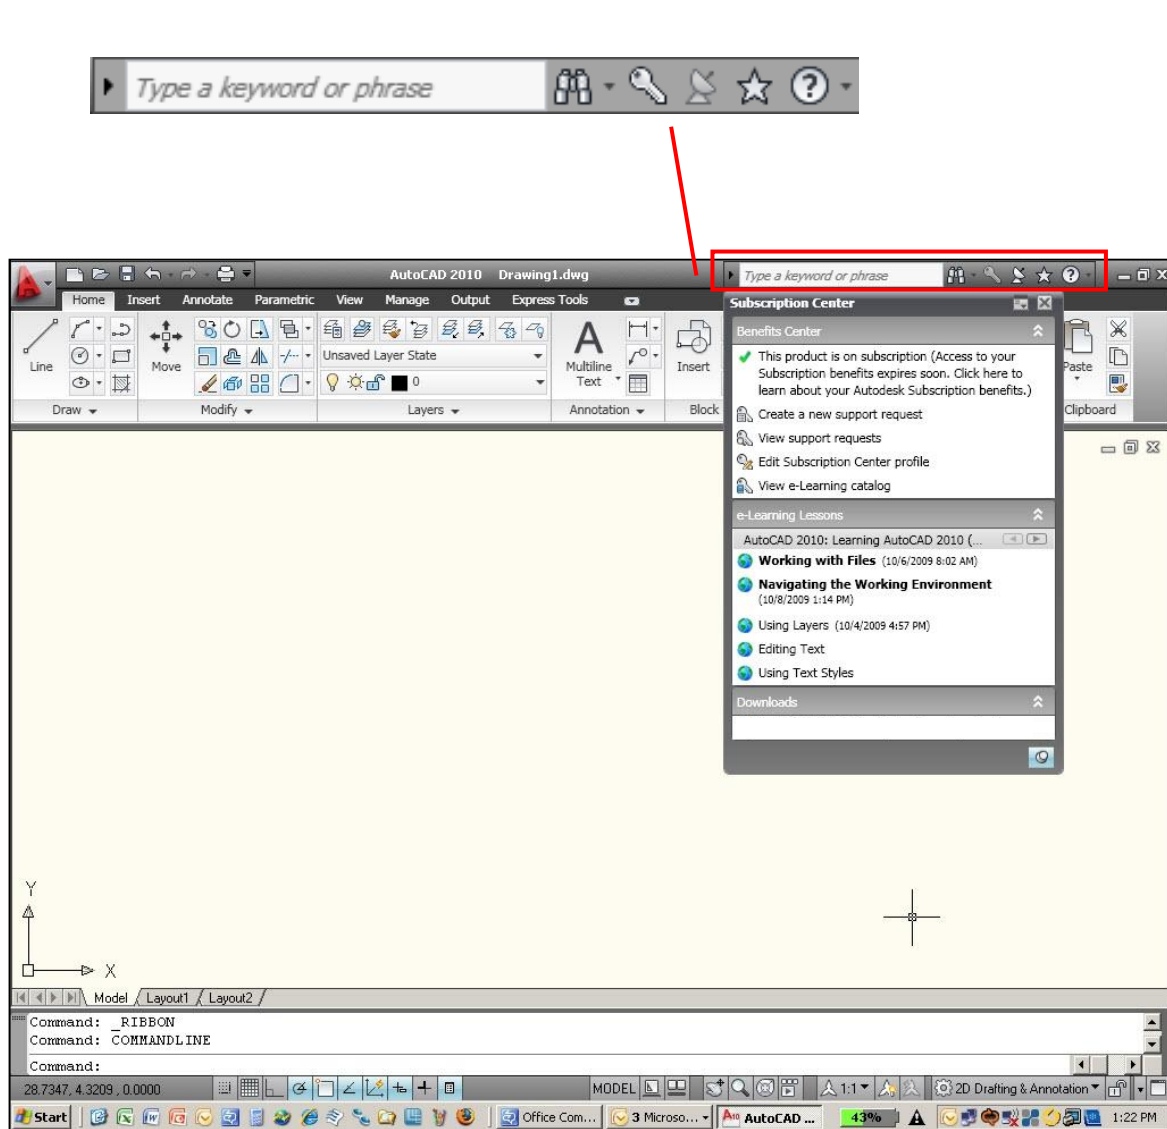 Type a keyword or phrase
AutoCAD 2010 Drawing1.dwg
Type a keyword or phrase
Home Insert Annotate Parametric View Manage Output Express Tools
Subscription Center
Benefits Center
This product is on subscription (Access to your
Subscription benefits expires soon. Click here to
learn about your Autodesk Subscription benefits.)
Create a new support request
View support requests
Edit Subscription Center profile
View e-Learning catalog
e-Learning Lessons
AutoCAD 2010: Learning AutoCAD 2010 (...
Working with Files (10/6/2009 8:02 AM)
Navigating the Working Environment
(10/8/2009 1:14 PM)
Using Layers (10/4/2009 4:57 PM)
Editing Text
Using Text Styles
Downloads
Line
Move
Unsaved Layer State
0
A
Multiline
Text
Insert
Paste
Draw Modify Layers Annotation Block Clipboard
Y
X
Model Layout1 Layout2
Command: _RIBBON
Command: COMMANDLINE
Command:
28.7347, 4.3209, 0.0000 MODEL 1:1 2D Drafting & Annotation
Start Office Com... 3 Microso... AutoCAD ... 43% 1:22 PM